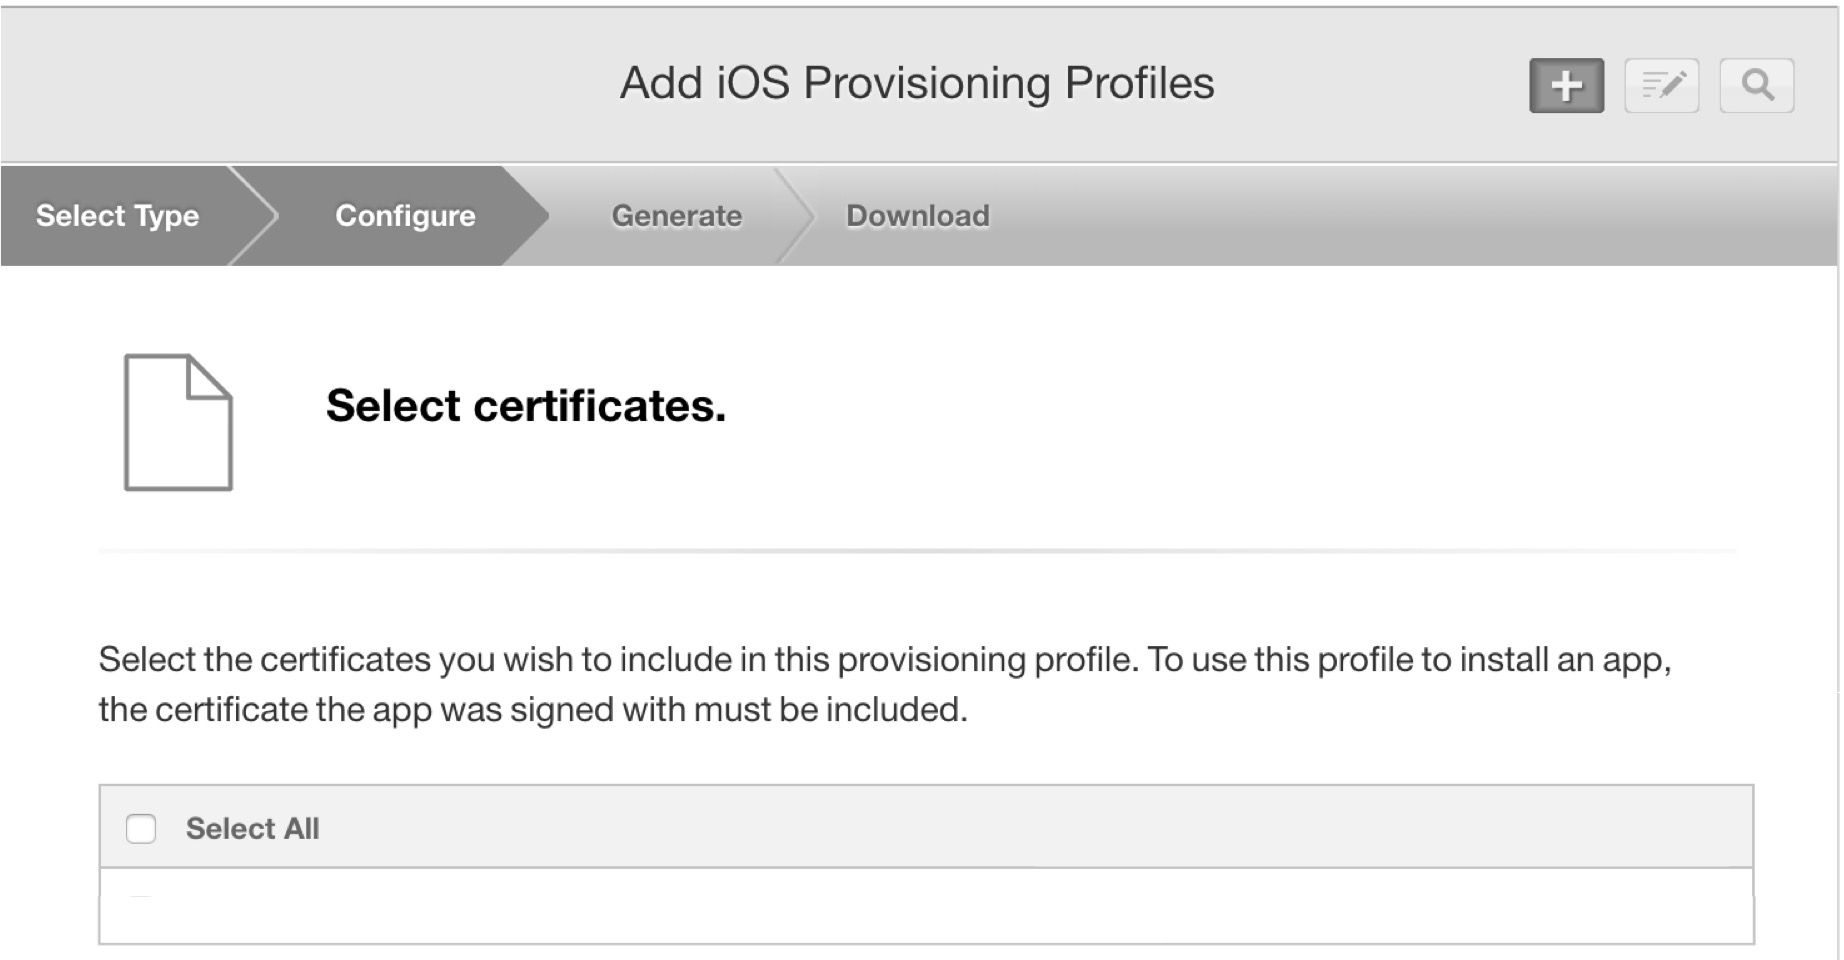 Add iOS Provisioning Profiles
Select Type
Configure
Generate
Download
Select certificates.
Select the certificates you wish to include in this provisioning profile. To use this profile to install an app,
the certificate the app was signed with must be included.
Select All